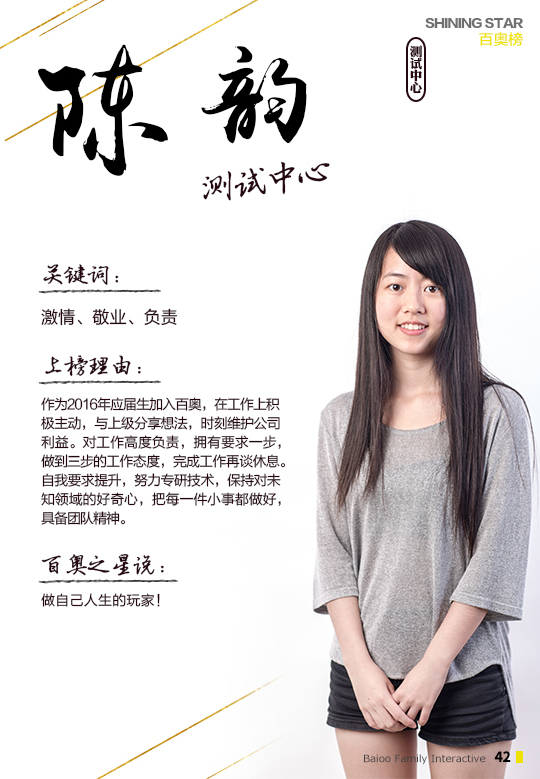 SHINING STAR
百奥榜
测试中心
陈韵
测试中心
关键词：
激情、敬业、负责
上榜理由：
作为2016年应届生加入百奥，在工作上积
极主动，与上级分享想法，时刻维护公司
利益。对工作高度负责，拥有要求一步，
做到三步的工作态度，完成工作再谈休息。
自我要求提升，努力专研技术，保持对未
知领域的好奇心，把每一件小事都做好，
具备团队精神。
百奥之星说：
做自己人生的玩家！
Baioo Family Interactive 42